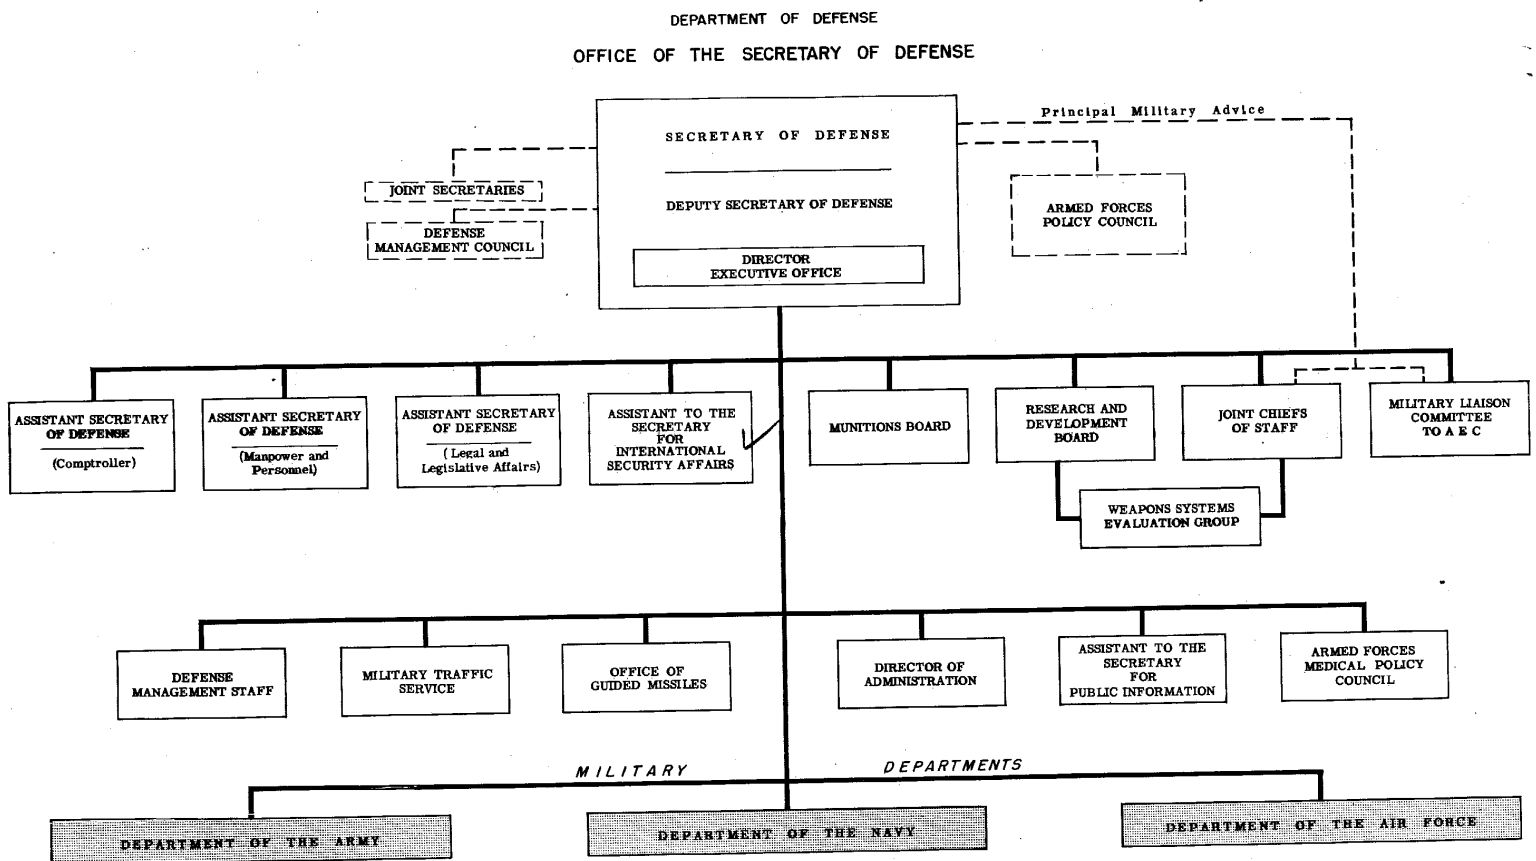 DEPARTMENT OF DEFENSE
OFFICE OF THE SECRETARY OF DEFENSE
Principal Military Advice
SECRETARY OF DEFENSE
DEPUTY SECRETARY OF DEFENSE
DIRECTOR
EXECUTIVE OFFICE
JOINT SECRETARIES
DEFENSE
MANAGEMENT COUNCIL
ARMED FORCES
POLICY COUNCIL
ASSISTANT SECRETARY
OF DEFENSE
(Comptroller)
ASSISTANT SECRETARY
OF DEFENSE
(Manpower and
Personnel)
ASSISTANT SECRETARY
OF DEFENSE
( Legal and
Legislative Affairs)
ASSISTANT TO THE
SECRETARY
FOR
INTERNATIONAL
SECURITY AFFAIRS
MUNITIONS BOARD
RESEARCH AND
DEVELOPMENT
BOARD
JOINT CHIEFS
OF STAFF
MILITARY LIAISON
COMMITTEE
TO A E C
WEAPONS SYSTEMS
EVALUATION GROUP
DEFENSE
MANAGEMENT STAFF
MILITARY TRAFFIC
SERVICE
OFFICE OF
GUIDED MISSILES
DIRECTOR OF
ADMINISTRATION
ASSISTANT TO THE
SECRETARY
FOR
PUBLIC INFORMATION
ARMED FORCES
MEDICAL POLICY
COUNCIL
MILITARY DEPARTMENTS
DEPARTMENT OF THE ARMY
DEPARTMENT OF THE NAVY
DEPARTMENT OF THE AIR FORCE